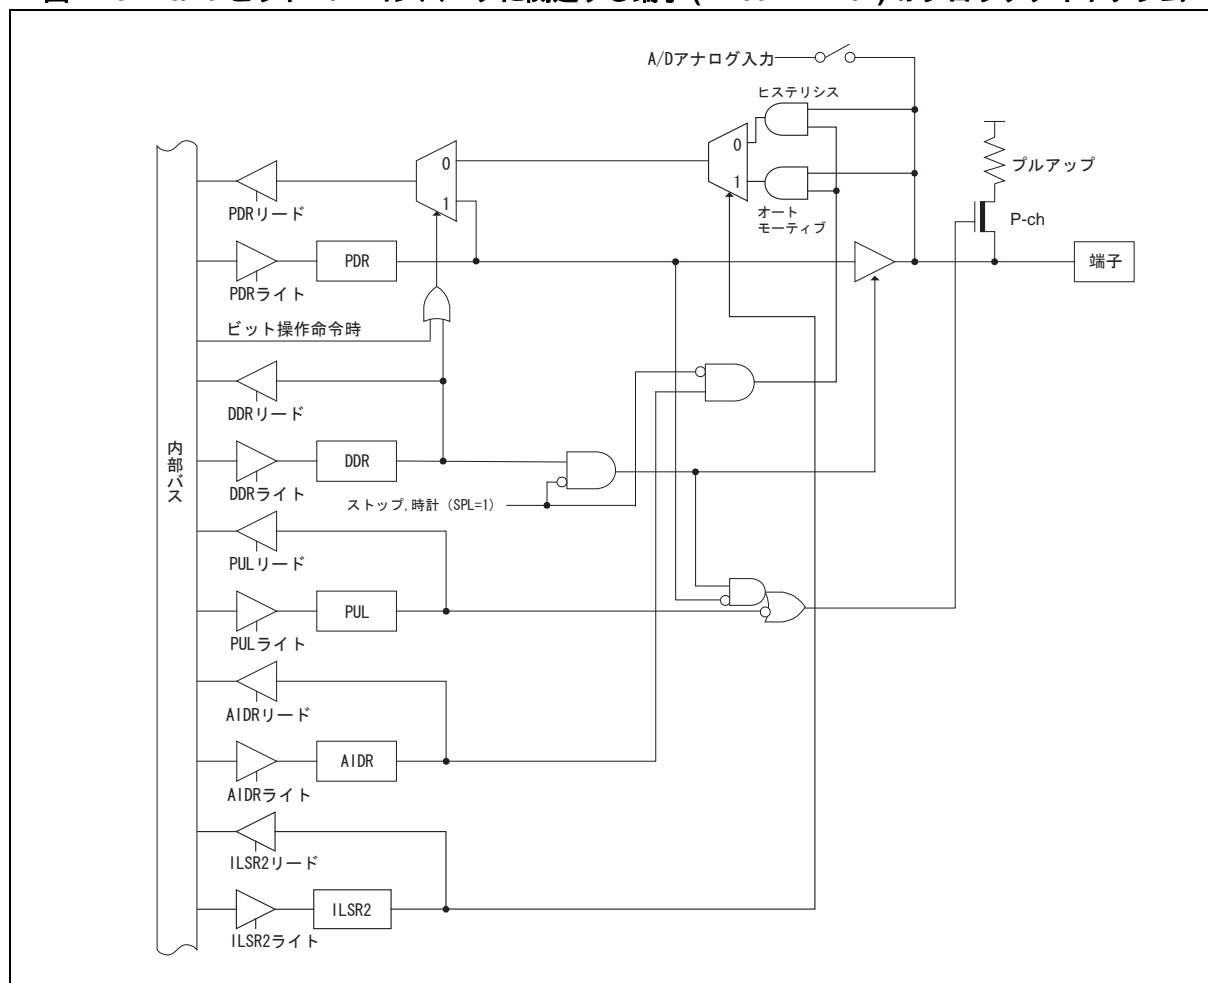 A/Dアナログ入力
ヒステリシス
0
1
オート
モーティブ
プルアップ
P-ch
端子
0
1
PDRリード
PDR
PDRライト
ビット操作命令時
DDRリード
DDR
DDRライト
内部バス
ストップ,時計 (SPL=1)
PULリード
PUL
PULライト
AIDRリード
AIDR
AIDRライト
ILSR2リード
ILSR2
ILSR2ライト